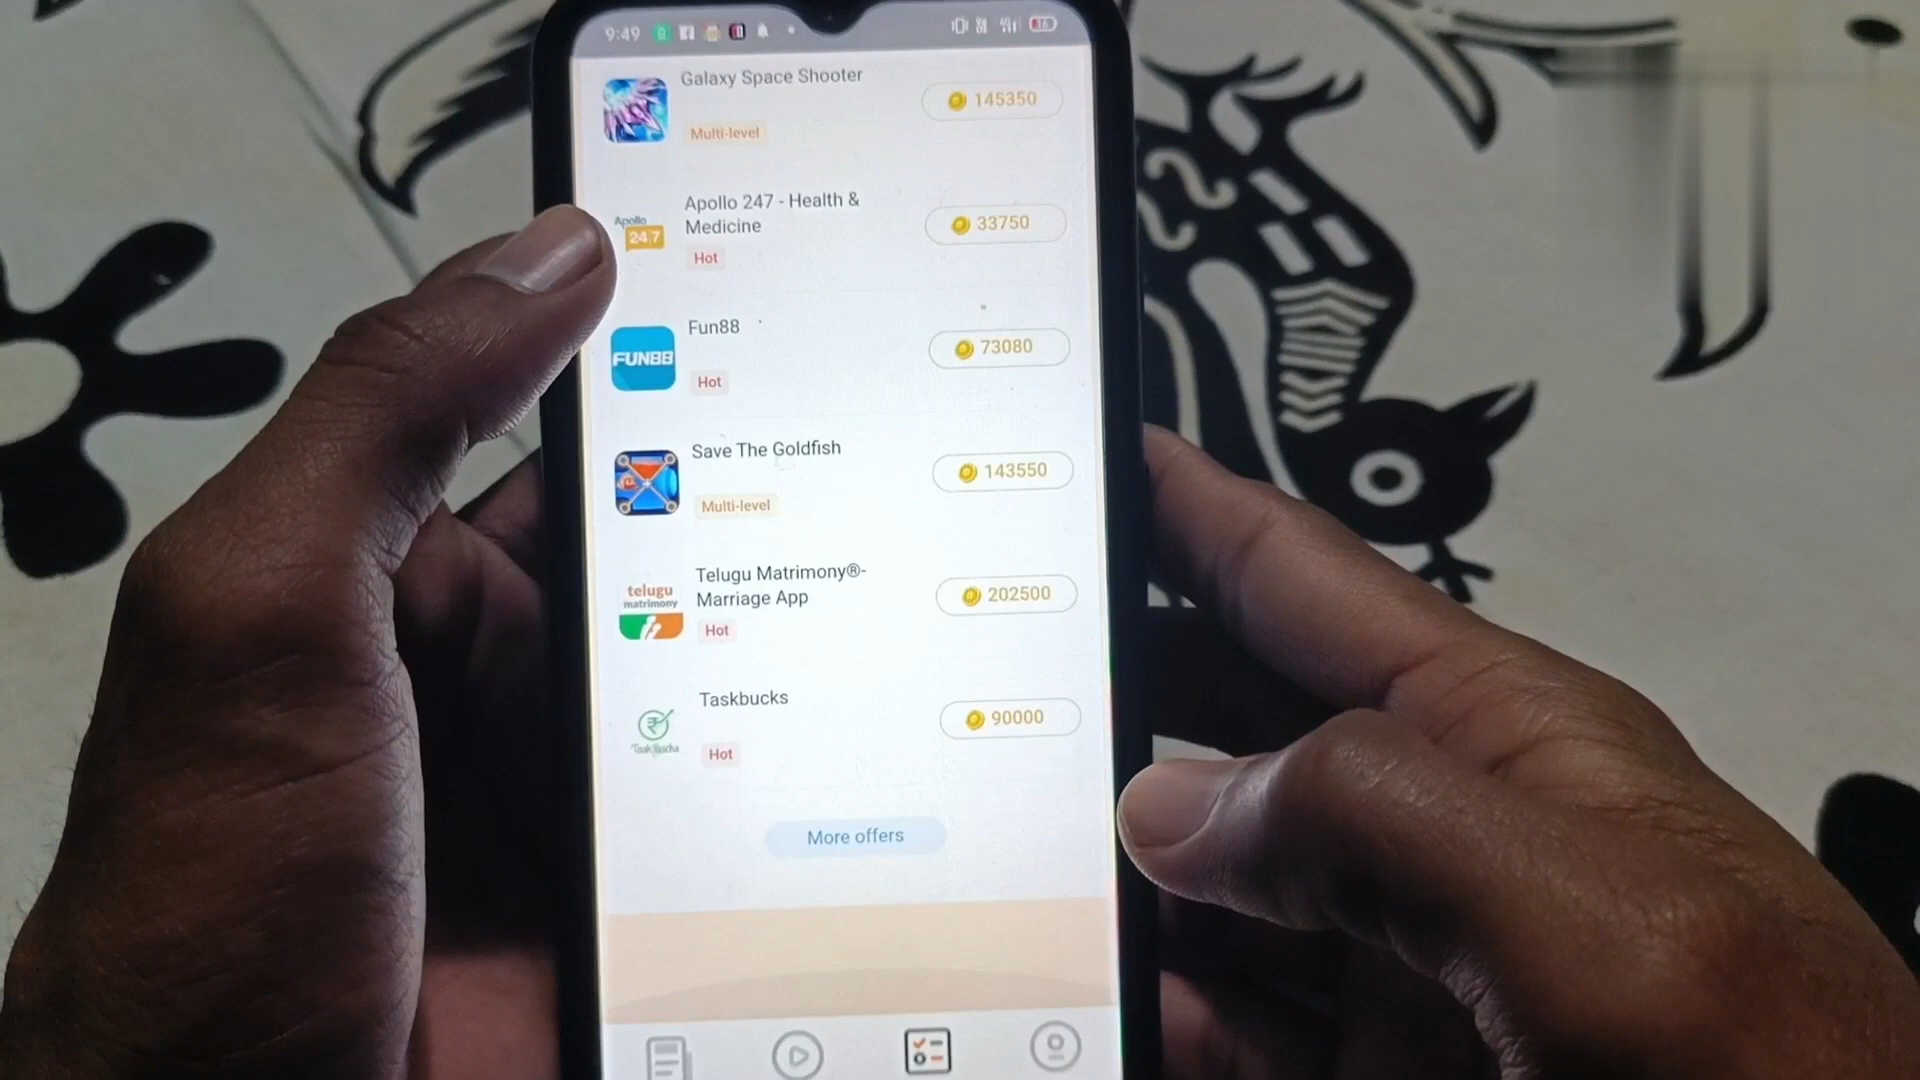 9:49
16
Galaxy Space Shooter
145350
Multi-level
Apollo 247 - Health &
Medicine
33750
Apollo
24|7
Hot
Fun88
73080
FUN88
Hot
Save The Goldfish
143550
Multi-level
Telugu Matrimony®-
Marriage App
202500
telugu
matrimony
Hot
Taskbucks
90000
TaskBucks
Hot
More offers